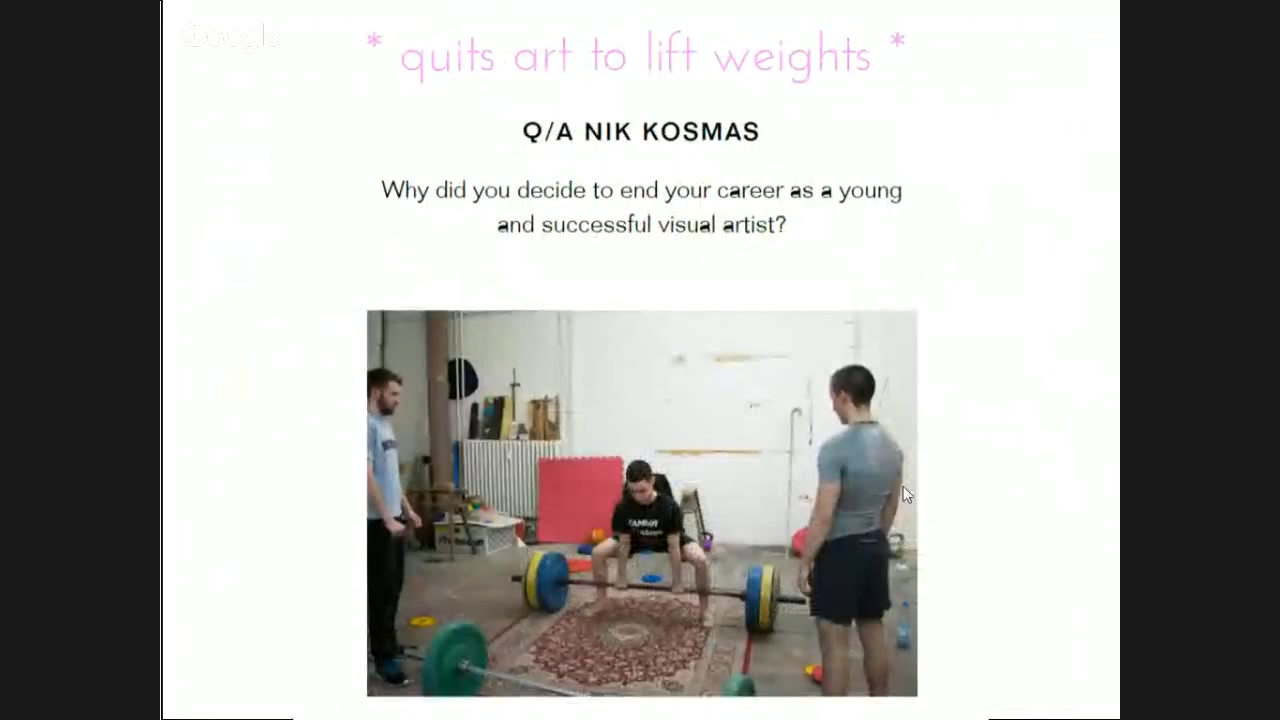 Google
* quits art to lift weights *
Q/A NIK KOSMAS
Why did you decide to end your career as a young
and successful visual artist?